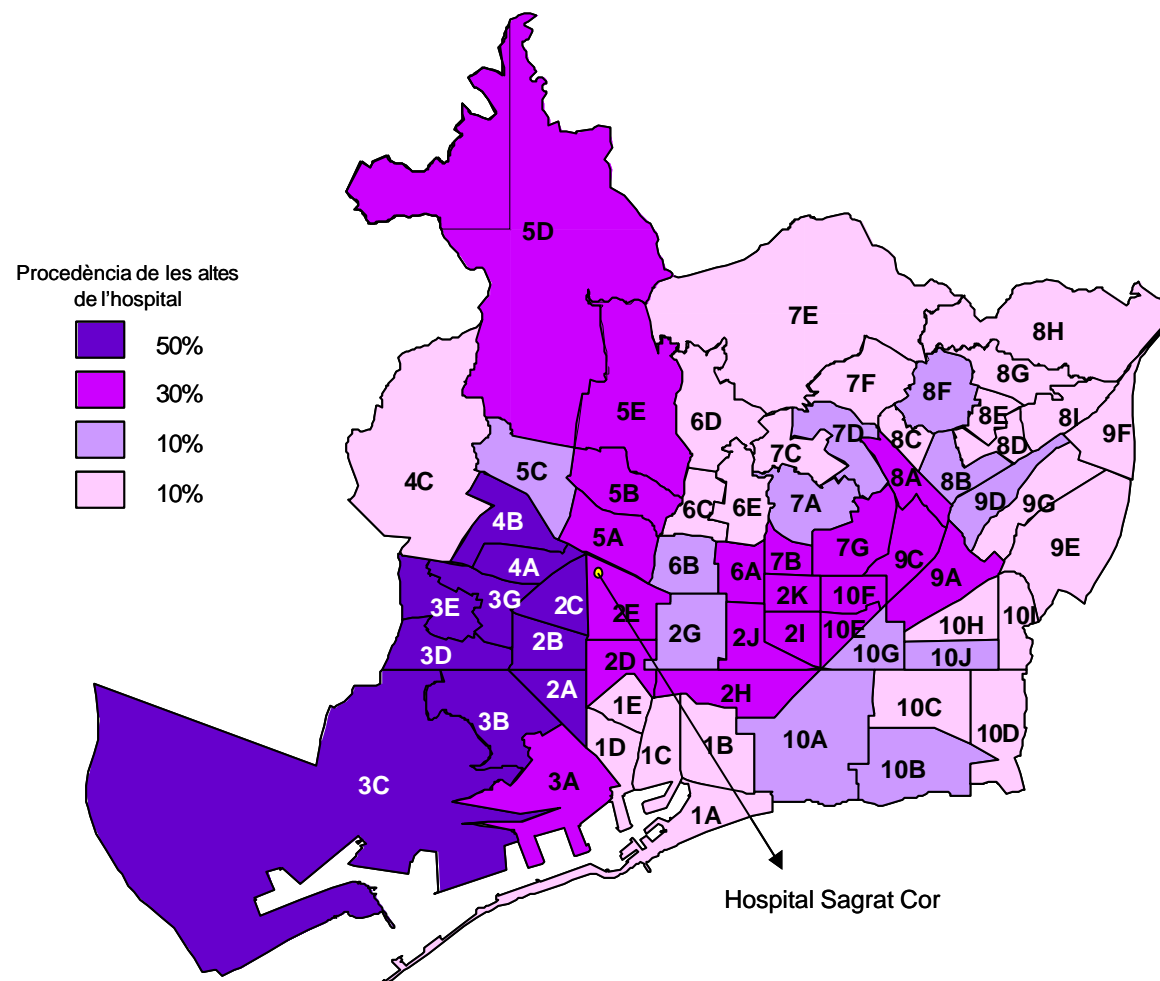 5D
Procedència de les altes
de l'hospital
50%
30%
10%
10%
7E
8H
8G
7F
8F
5E
8E
8I
6D
7D
8C
8D
9F
7C
5C
4C
8A
8B
5B
9D
9G
6C
6E
7A
4B
5A
7G
9E
7B
6B
4A
6A
9C
9A
3E
3G
2C
2E
2K
10F
10I
2G
2J
2I
10E
10H
2B
3D
2D
10G
10J
2A
2H
1E
10C
3B
10D
1D
1C
1B
10A
3C
3A
10B
1A
Hospital Sagrat Cor